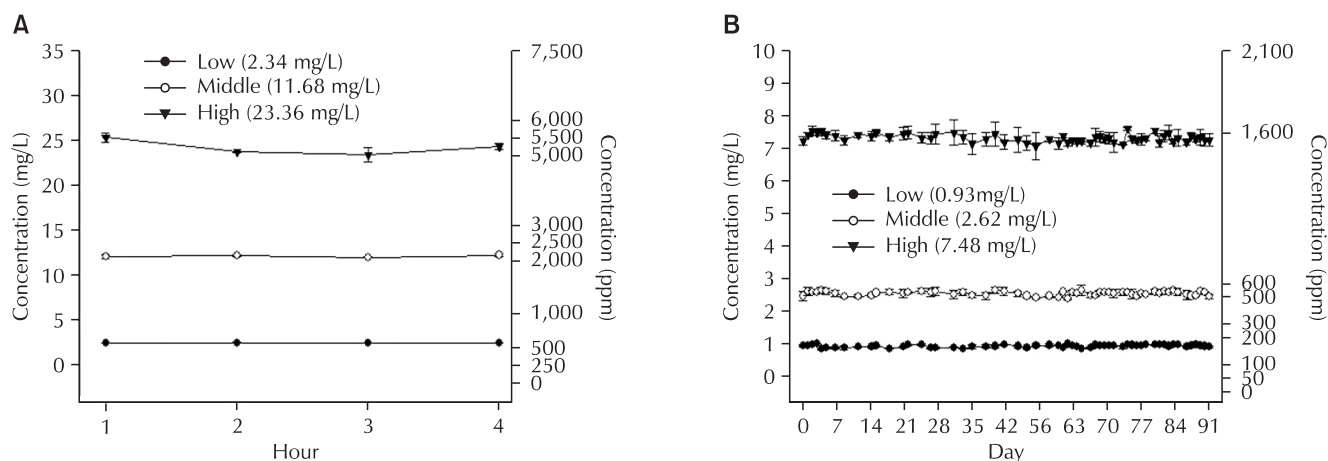 A
Low (2.34 mg/L)
Middle (11.68 mg/L)
High (23.36 mg/L)
Concentration (mg/L)
35
30
25
20
15
10
5
0
7,500
6,000
5,500
5,000
3,000
2,500
2,000
1,000
500
250
0
Concentration (ppm)
1 2 3 4
Hour
B
Low (0.93mg/L)
Middle (2.62 mg/L)
High (7.48 mg/L)
Concentration (mg/L)
10
9
8
7
6
5
4
3
2
1
0
2,100
1,600
600
500
300
200
100
50
0
Concentration (ppm)
0 7 14 21 28 35 42 56 63 70 77 84 91
Day